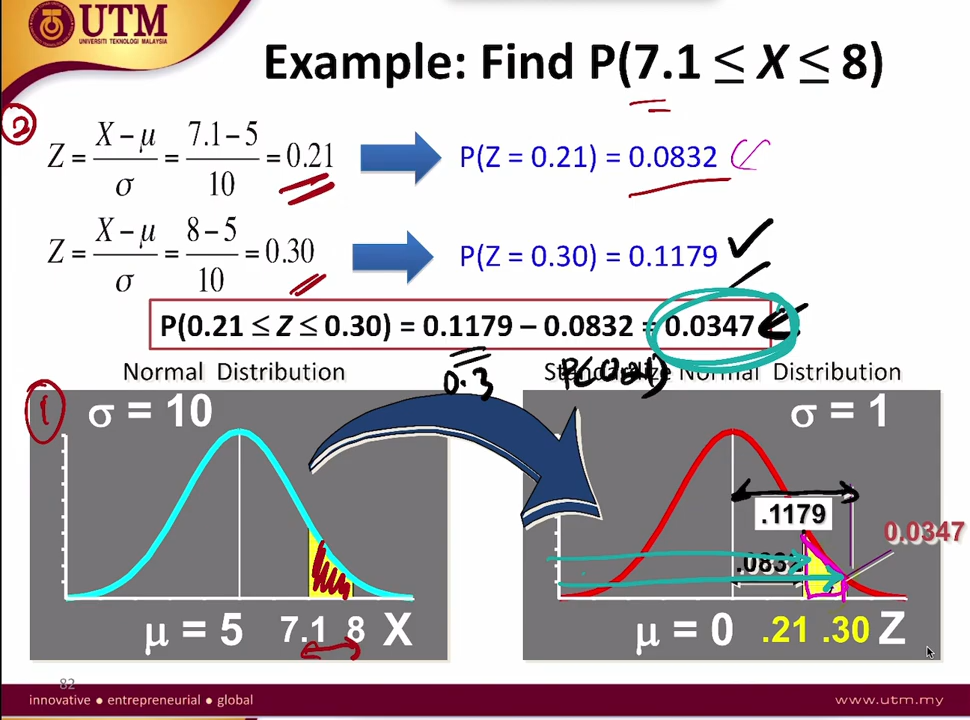 UTM
UNIVERSITI TEKNOLOGI MALAYSIA
Example: Find P(7.1 ≤ X ≤ 8)
2
Z = (X – μ)/σ = (7.1 – 5)/10 = 0.21
P(Z = 0.21) = 0.0832
Z = (X – μ)/σ = (8 – 5)/10 = 0.30
P(Z = 0.30) = 0.1179
P(0.21 ≤ Z ≤ 0.30) = 0.1179 – 0.0832 = 0.0347
0.3
Normal Distribution
Standardize Normal Distribution
1
σ = 10
σ = 1
.1179
0.0347
μ = 5 7.1 8 X
μ = 0 .21 .30 Z
82
innovative ● entrepreneurial ● global
www.utm.my